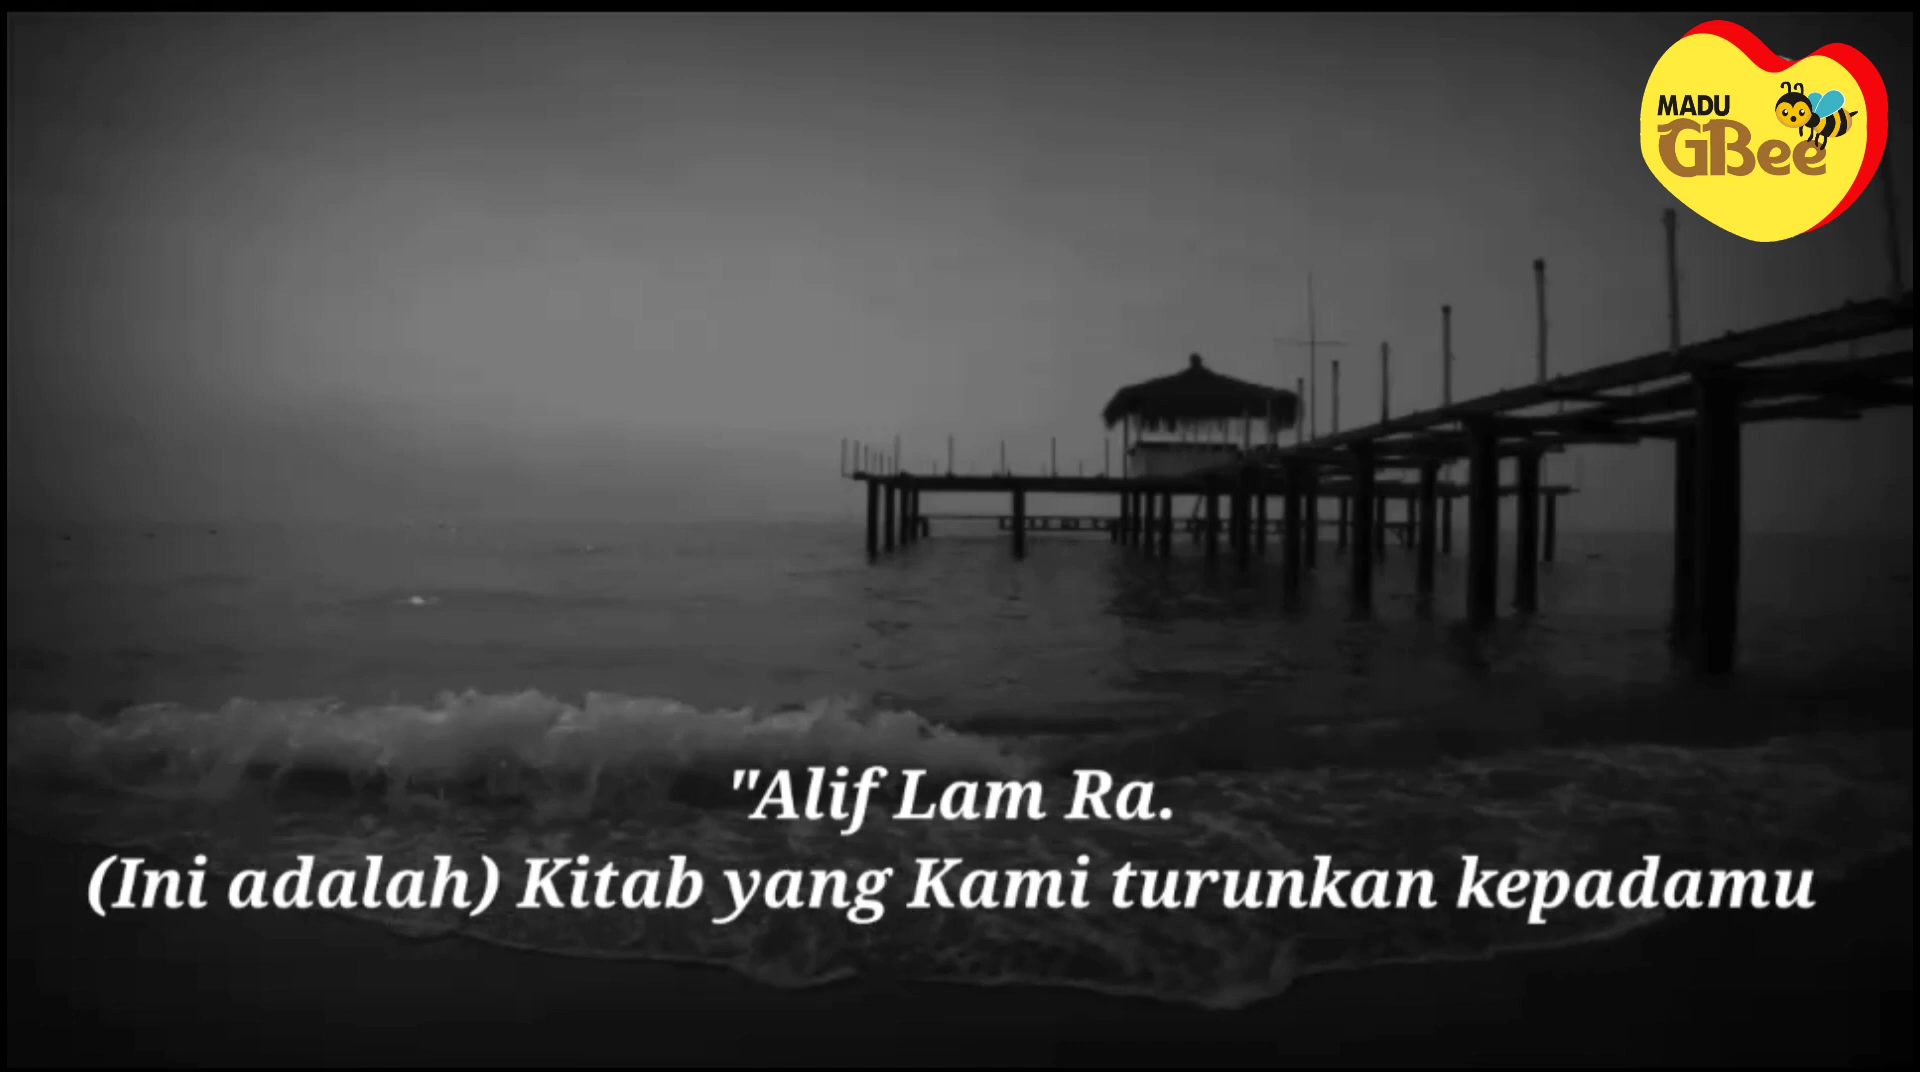 MADU
GBee
"Alif Lam Ra.
(Ini adalah) Kitab yang Kami turunkan kepadamu